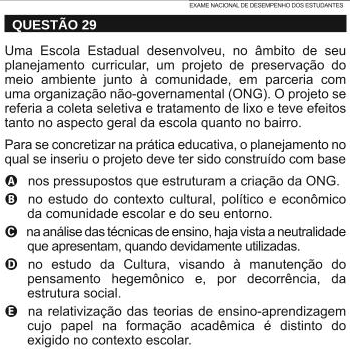 EXAME NACIONAL DE DESEMPENHO DOS ESTUDANTES
QUESTÃO 29
Uma Escola Estadual desenvolveu, no âmbito de seu
planejamento curricular, um projeto de preservação do
meio ambiente junto à comunidade, em parceria com
uma organização não-governamental (ONG). O projeto se
referia a coleta seletiva e tratamento de lixo e teve efeitos
tanto no aspecto geral da escola quanto no bairro.
Para se concretizar na prática educativa, o planejamento no
qual se inseriu o projeto deve ter sido construído com base
A nos pressupostos que estruturam a criação da ONG.
B no estudo do contexto cultural, político e econômico
da comunidade escolar e do seu entorno.
C na análise das técnicas de ensino, haja vista a neutralidade
que apresentam, quando devidamente utilizadas.
D no estudo da Cultura, visando à manutenção do
pensamento hegemônico e, por decorrência, da
estrutura social.
E na relativização das teorias de ensino-aprendizagem
cujo papel na formação acadêmica é distinto do
exigido no contexto escolar.